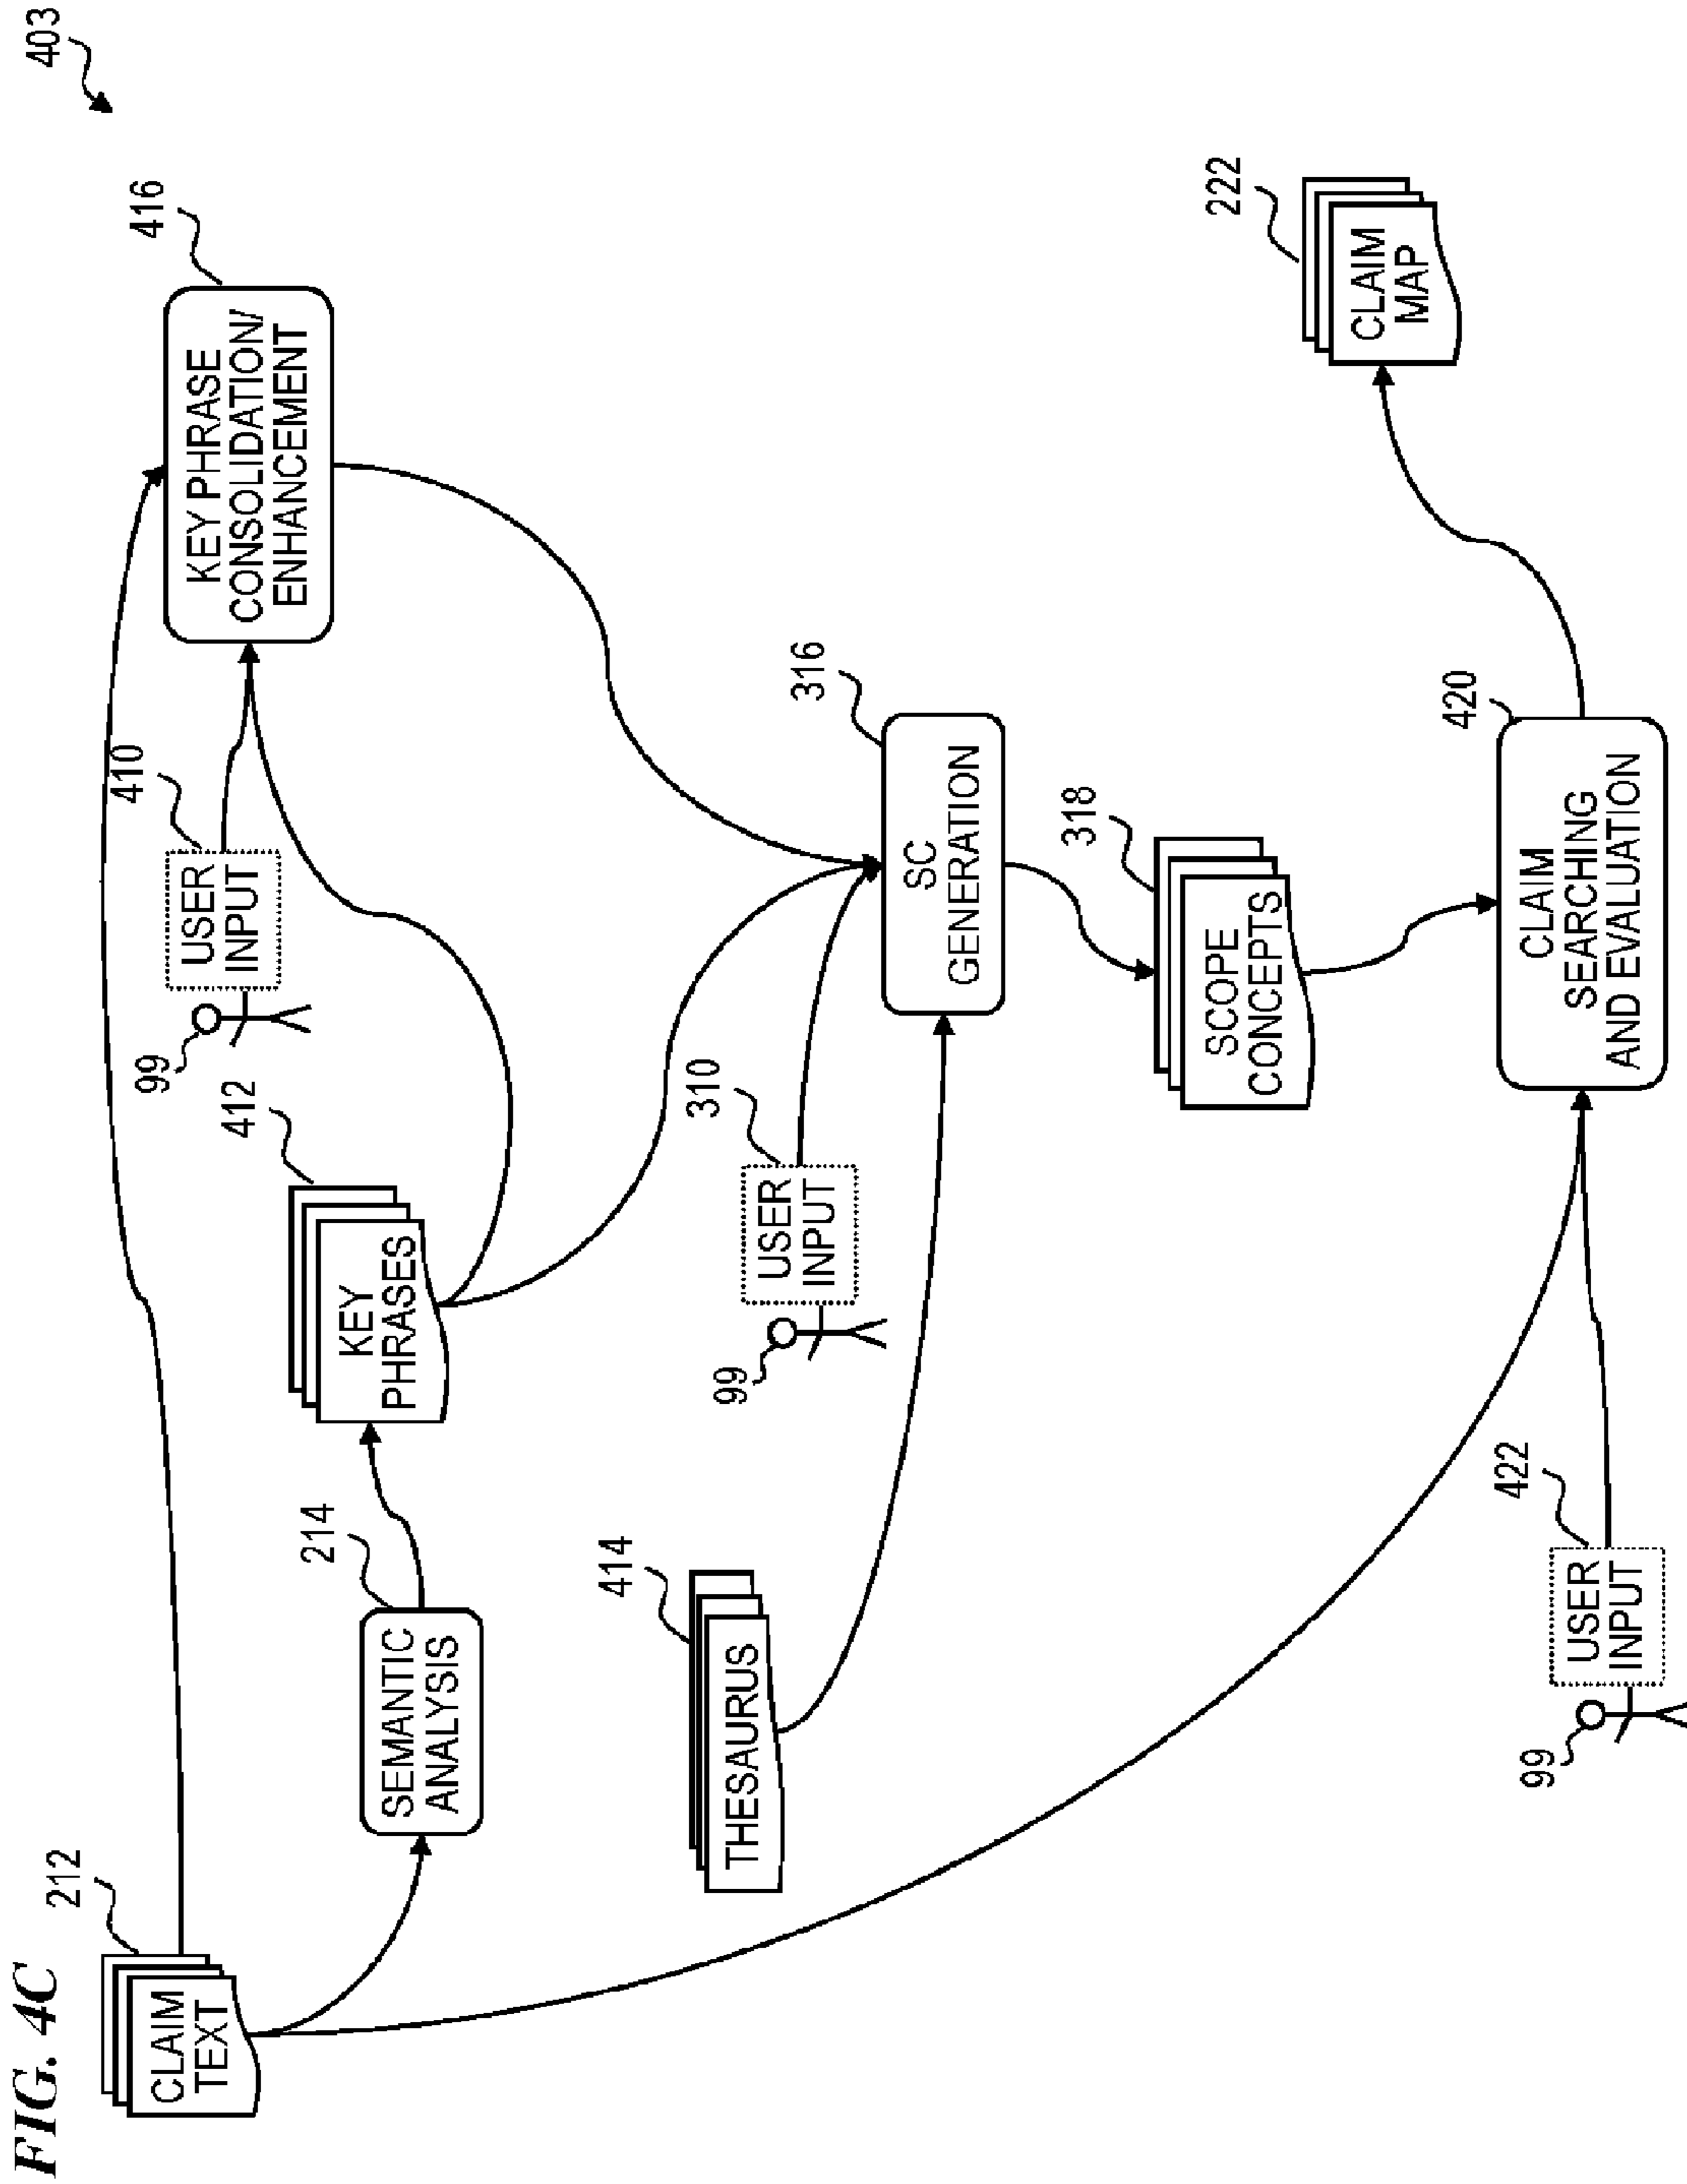 FIG. 4C
403
212
CLAIM
TEXT
214
SEMANTIC
ANALYSIS
412
KEY
PHRASES
99
USER
INPUT
410
KEY PHRASE
CONSOLIDATION/
ENHANCEMENT
416
414
THESAURUS
99
USER
INPUT
310
SC
GENERATION
316
SCOPE
CONCEPTS
318
99
USER
INPUT
422
CLAIM
SEARCHING
AND EVALUATION
420
CLAIM
MAP
222